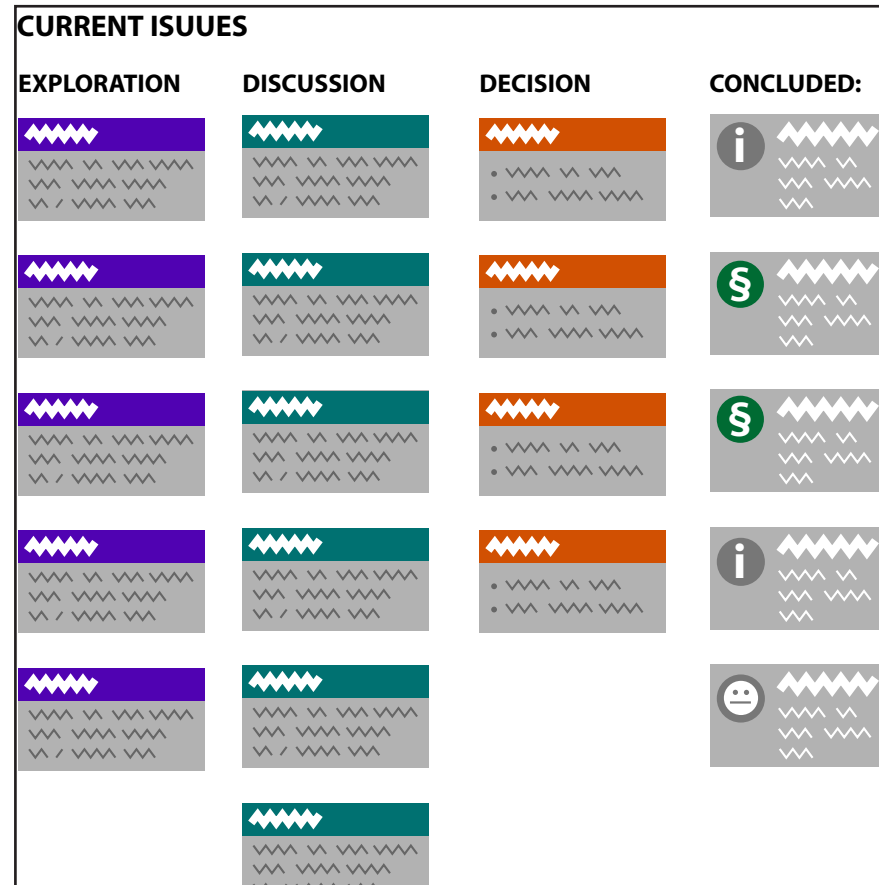 CURRENT ISUUES
EXPLORATION DISCUSSION DECISION CONCLUDED:
i
§
§
i